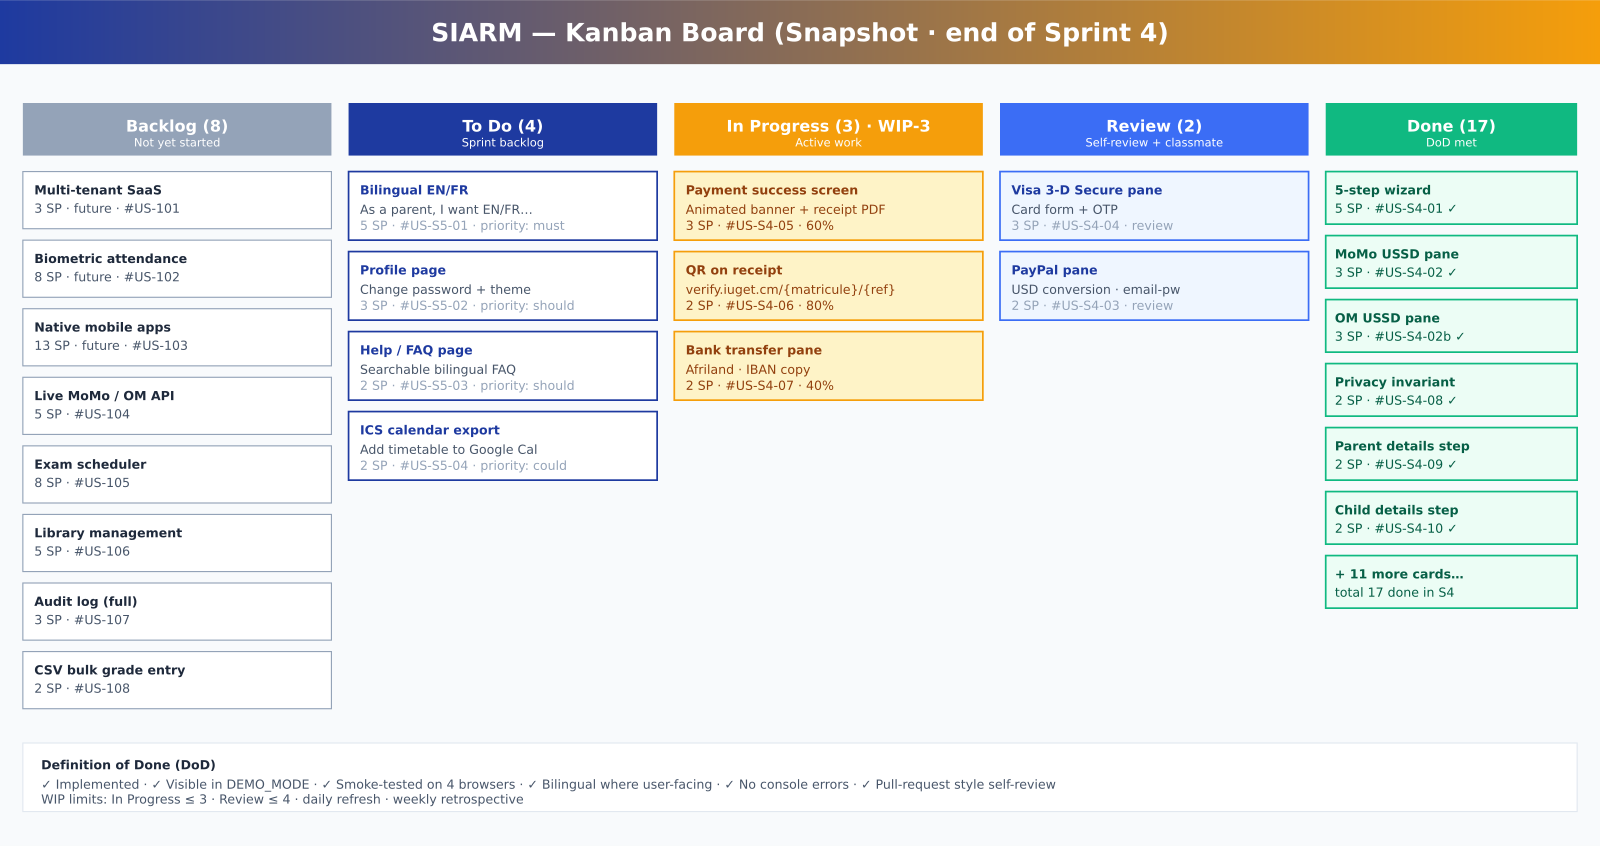 SIARM — Kanban Board (Snapshot · end of Sprint 4)
Backlog (8)
Not yet started
Multi-tenant SaaS
3 SP · future · #US-101
Biometric attendance
8 SP · future · #US-102
Native mobile apps
13 SP · future · #US-103
Live MoMo / OM API
5 SP · #US-104
Exam scheduler
8 SP · #US-105
Library management
5 SP · #US-106
Audit log (full)
3 SP · #US-107
CSV bulk grade entry
2 SP · #US-108
To Do (4)
Sprint backlog
Bilingual EN/FR
As a parent, I want EN/FR…
5 SP · #US-S5-01 · priority: must
Profile page
Change password + theme
3 SP · #US-S5-02 · priority: should
Help / FAQ page
Searchable bilingual FAQ
2 SP · #US-S5-03 · priority: should
ICS calendar export
Add timetable to Google Cal
2 SP · #US-S5-04 · priority: could
In Progress (3) · WIP-3
Active work
Payment success screen
Animated banner + receipt PDF
3 SP · #US-S4-05 · 60%
QR on receipt
verify.iuget.cm/{matricule}/{ref}
2 SP · #US-S4-06 · 80%
Bank transfer pane
Afriland · IBAN copy
2 SP · #US-S4-07 · 40%
Review (2)
Self-review + classmate
Visa 3-D Secure pane
Card form + OTP
3 SP · #US-S4-04 · review
PayPal pane
USD conversion · email-pw
2 SP · #US-S4-03 · review
Done (17)
DoD met
5-step wizard
5 SP · #US-S4-01 ✓
MoMo USSD pane
3 SP · #US-S4-02 ✓
OM USSD pane
3 SP · #US-S4-02b ✓
Privacy invariant
2 SP · #US-S4-08 ✓
Parent details step
2 SP · #US-S4-09 ✓
Child details step
2 SP · #US-S4-10 ✓
+ 11 more cards…
total 17 done in S4
Definition of Done (DoD)
✓ Implemented · ✓ Visible in DEMO_MODE · ✓ Smoke-tested on 4 browsers · ✓ Bilingual where user-facing · ✓ No console errors · ✓ Pull-request style self-review
WIP limits: In Progress ≤ 3 · Review ≤ 4 · daily refresh · weekly retrospective